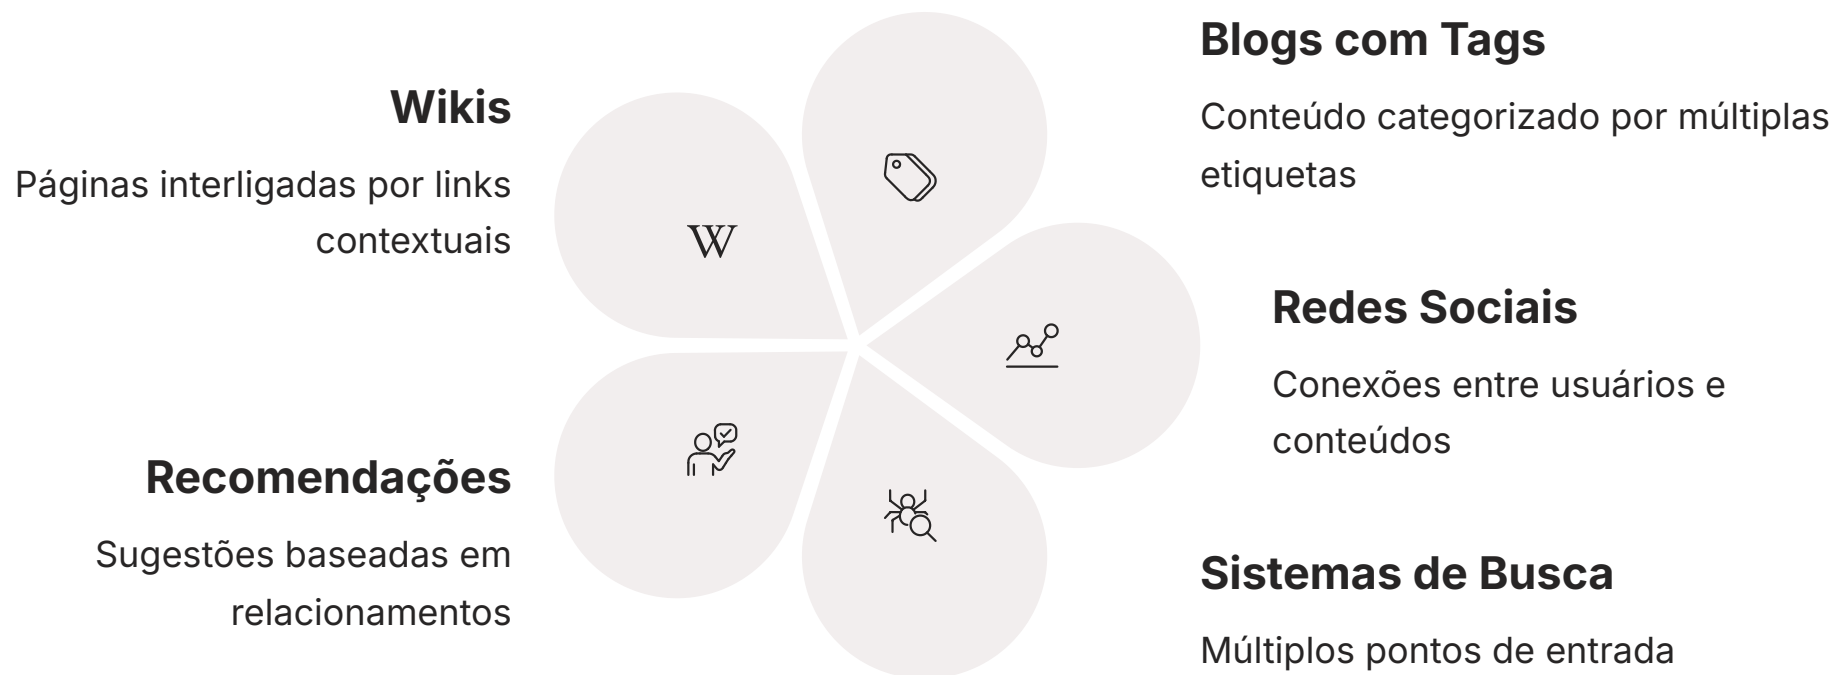 Wikis
Páginas interligadas por links
contextuais
Blogs com Tags
Conteúdo categorizado por múltiplas
etiquetas
W
Redes Sociais
Conexões entre usuários e
conteúdos
Recomendações
Sugestões baseadas em
relacionamentos
Sistemas de Busca
Múltiplos pontos de entrada